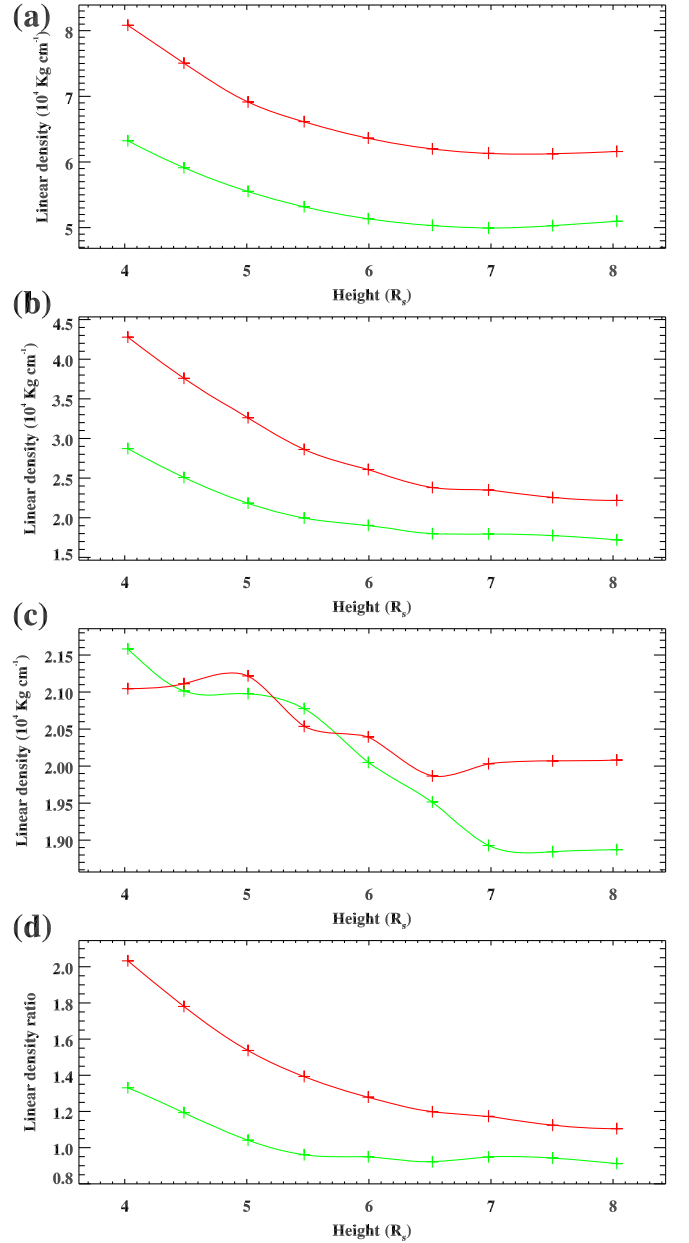 (a)
Linear density (10⁴ Kg cm⁻¹)
8
7
6
5
4 5 6 7 8
Height (Rₛ)
(b)
Linear density (10⁴ Kg cm⁻¹)
4.5
4.0
3.5
3.0
2.5
2.0
1.5
4 5 6 7 8
Height (Rₛ)
(c)
Linear density (10⁴ Kg cm⁻¹)
2.15
2.10
2.05
2.00
1.95
1.90
4 5 6 7 8
Height (Rₛ)
(d)
Linear density ratio
2.0
1.8
1.6
1.4
1.2
1.0
0.8
4 5 6 7 8
Height (Rₛ)